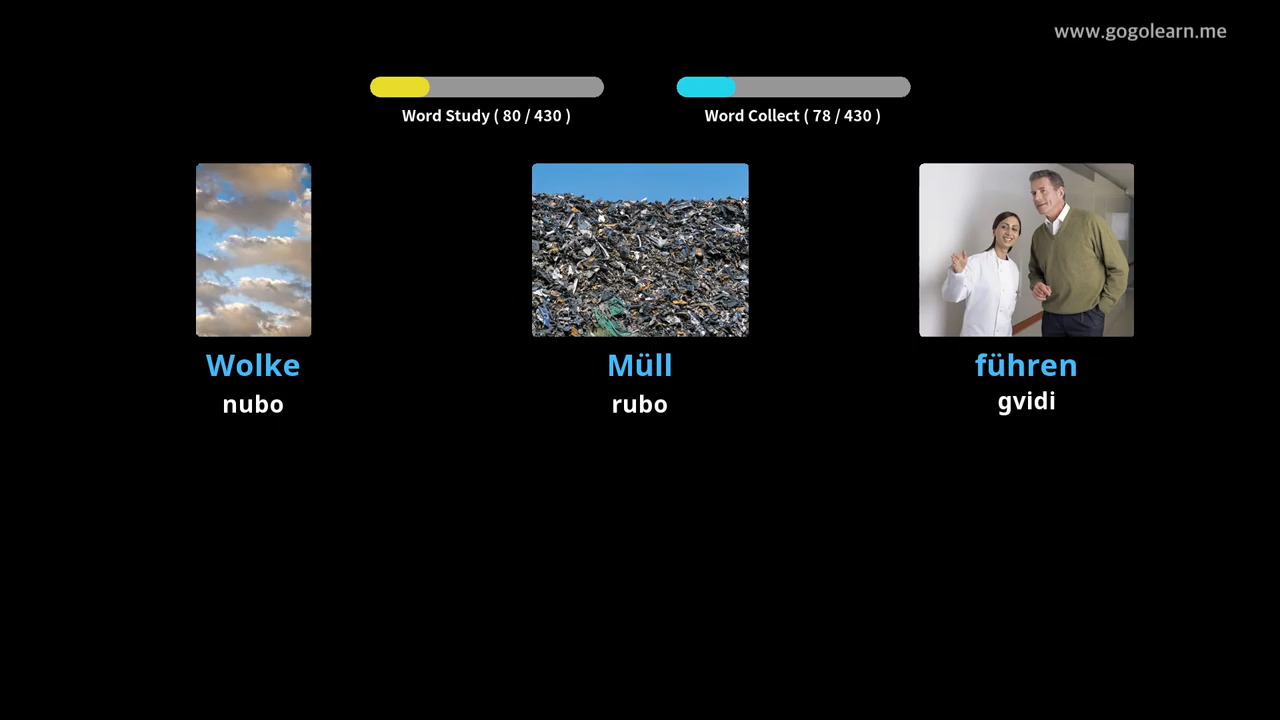 www.gogolearn.me
Word Study ( 80 / 430 )
Word Collect ( 78 / 430 )
Wolke
nubo
Müll
rubo
führen
gvidi